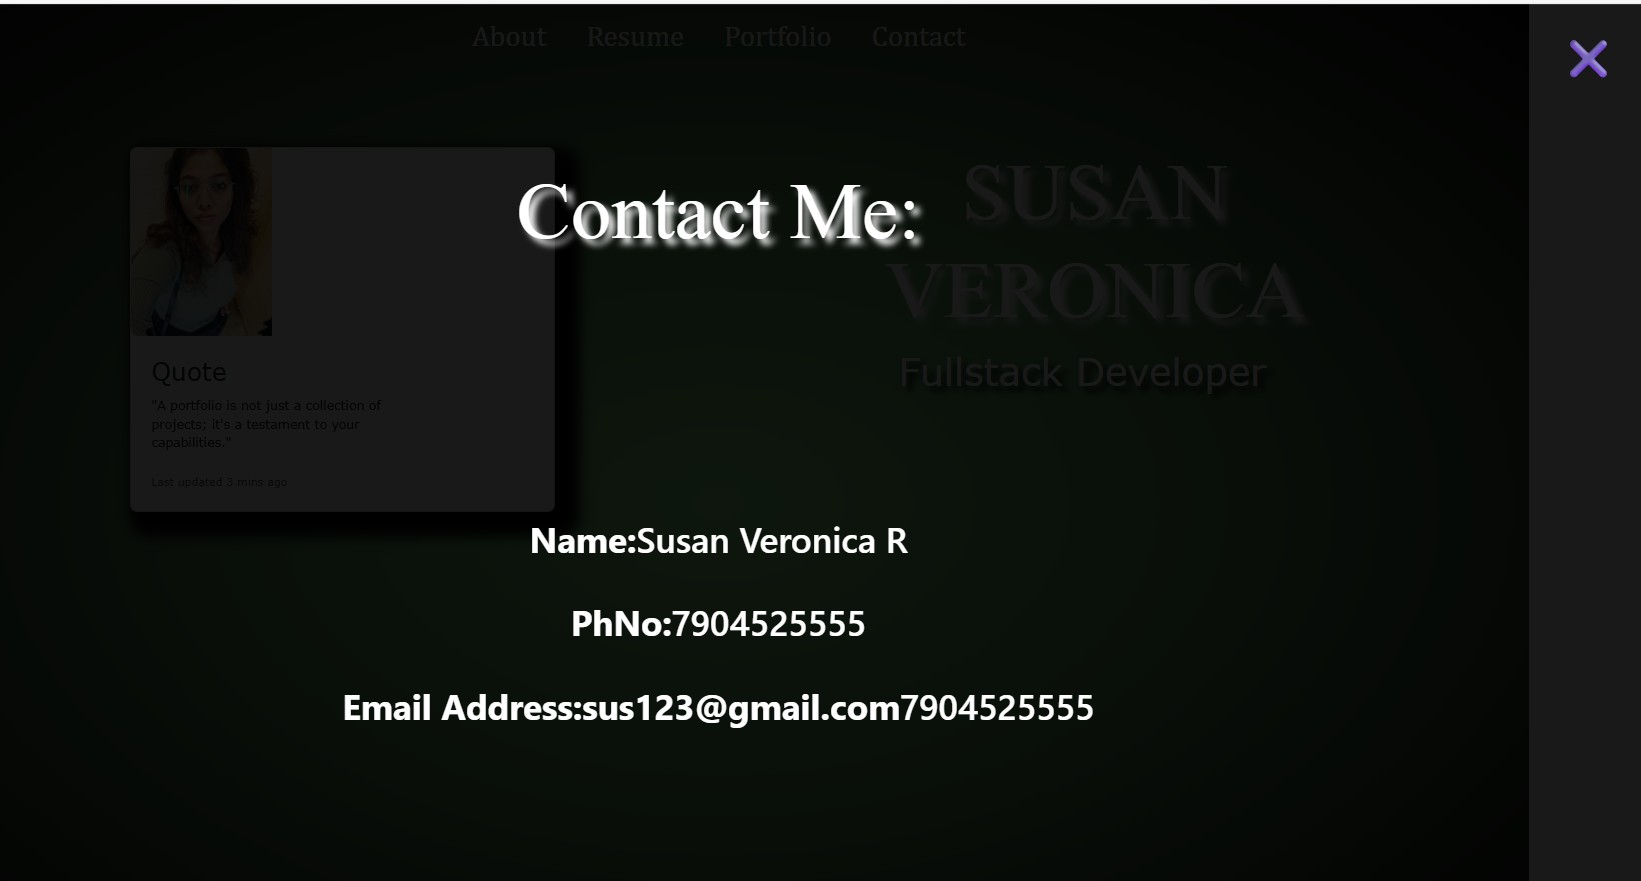 About Resume Portfolio Contact
Contact Me:
SUSAN
VERONICA
Fullstack Developer
Quote
"A portfolio is not just a collection of
projects; it's a testament to your
capabilities."
Last updated 3 mins ago
Name:Susan Veronica R
PhNo:7904525555
Email Address:sus123@gmail.com7904525555